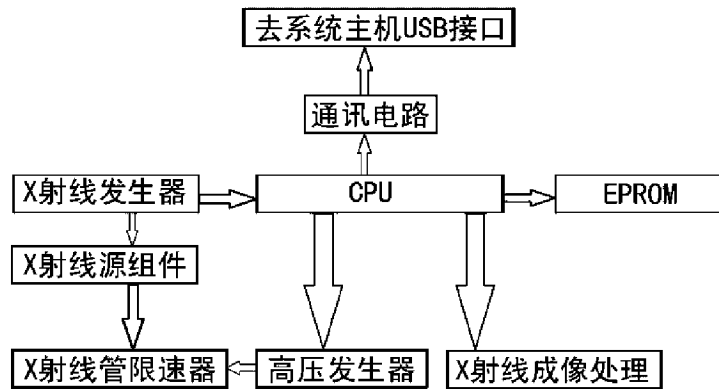 去系统主机USB接口
通讯电路
X射线发生器
CPU
EPROM
X射线源组件
X射线管限速器
高压发生器
X射线成像处理